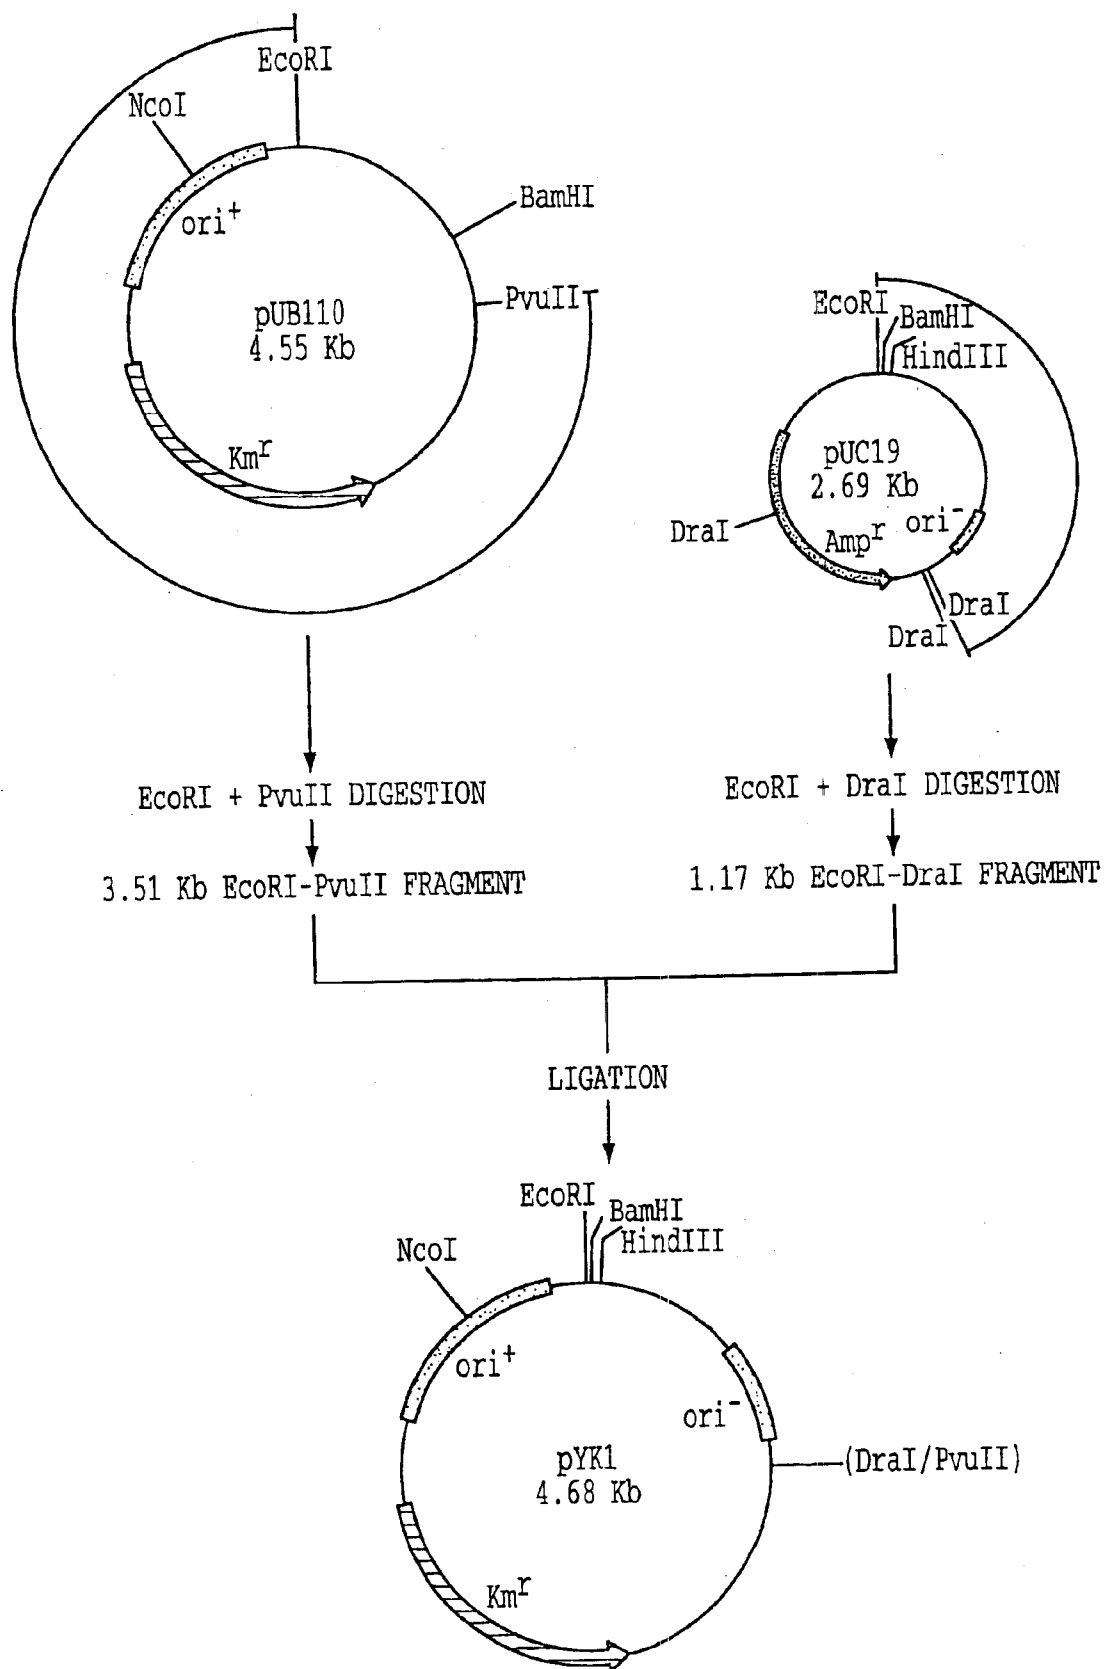 EcoRI
NcoI
ori+
BamHI
PvuII
pUB110
4.55 Kb
Kmr
EcoRI
BamHI
HindIII
pUC19
2.69 Kb
DraI
Ampr
ori-
DraI
DraI
EcoRI + PvuII DIGESTION
EcoRI + DraI DIGESTION
3.51 Kb EcoRI-PvuII FRAGMENT
1.17 Kb EcoRI-DraI FRAGMENT
LIGATION
EcoRI
BamHI
HindIII
NcoI
ori+
ori-
pYK1
4.68 Kb
(DraI/PvuII)
Kmr